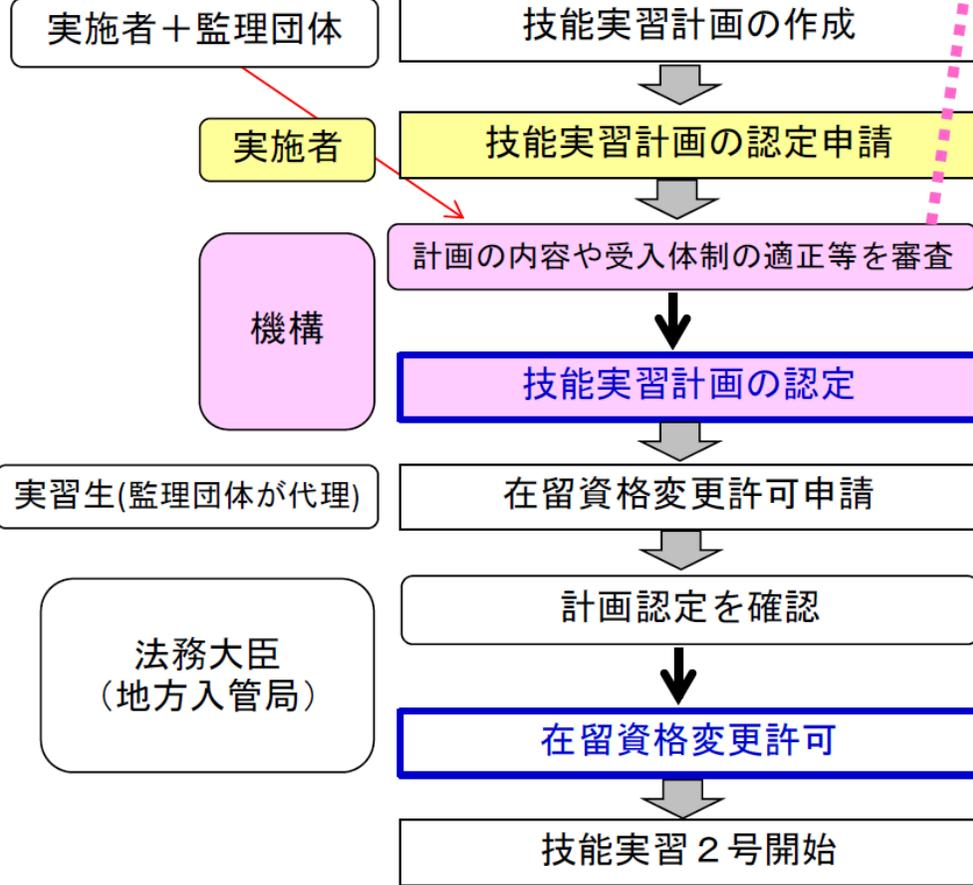 実施者＋監理団体
技能実習計画の作成
実施者
技能実習計画の認定申請
計画の内容や受入体制の適正等を審査
機構
技能実習計画の認定
実習生(監理団体が代理)
在留資格変更許可申請
計画認定を確認
法務大臣
（地方入管局）
在留資格変更許可
技能実習２号開始